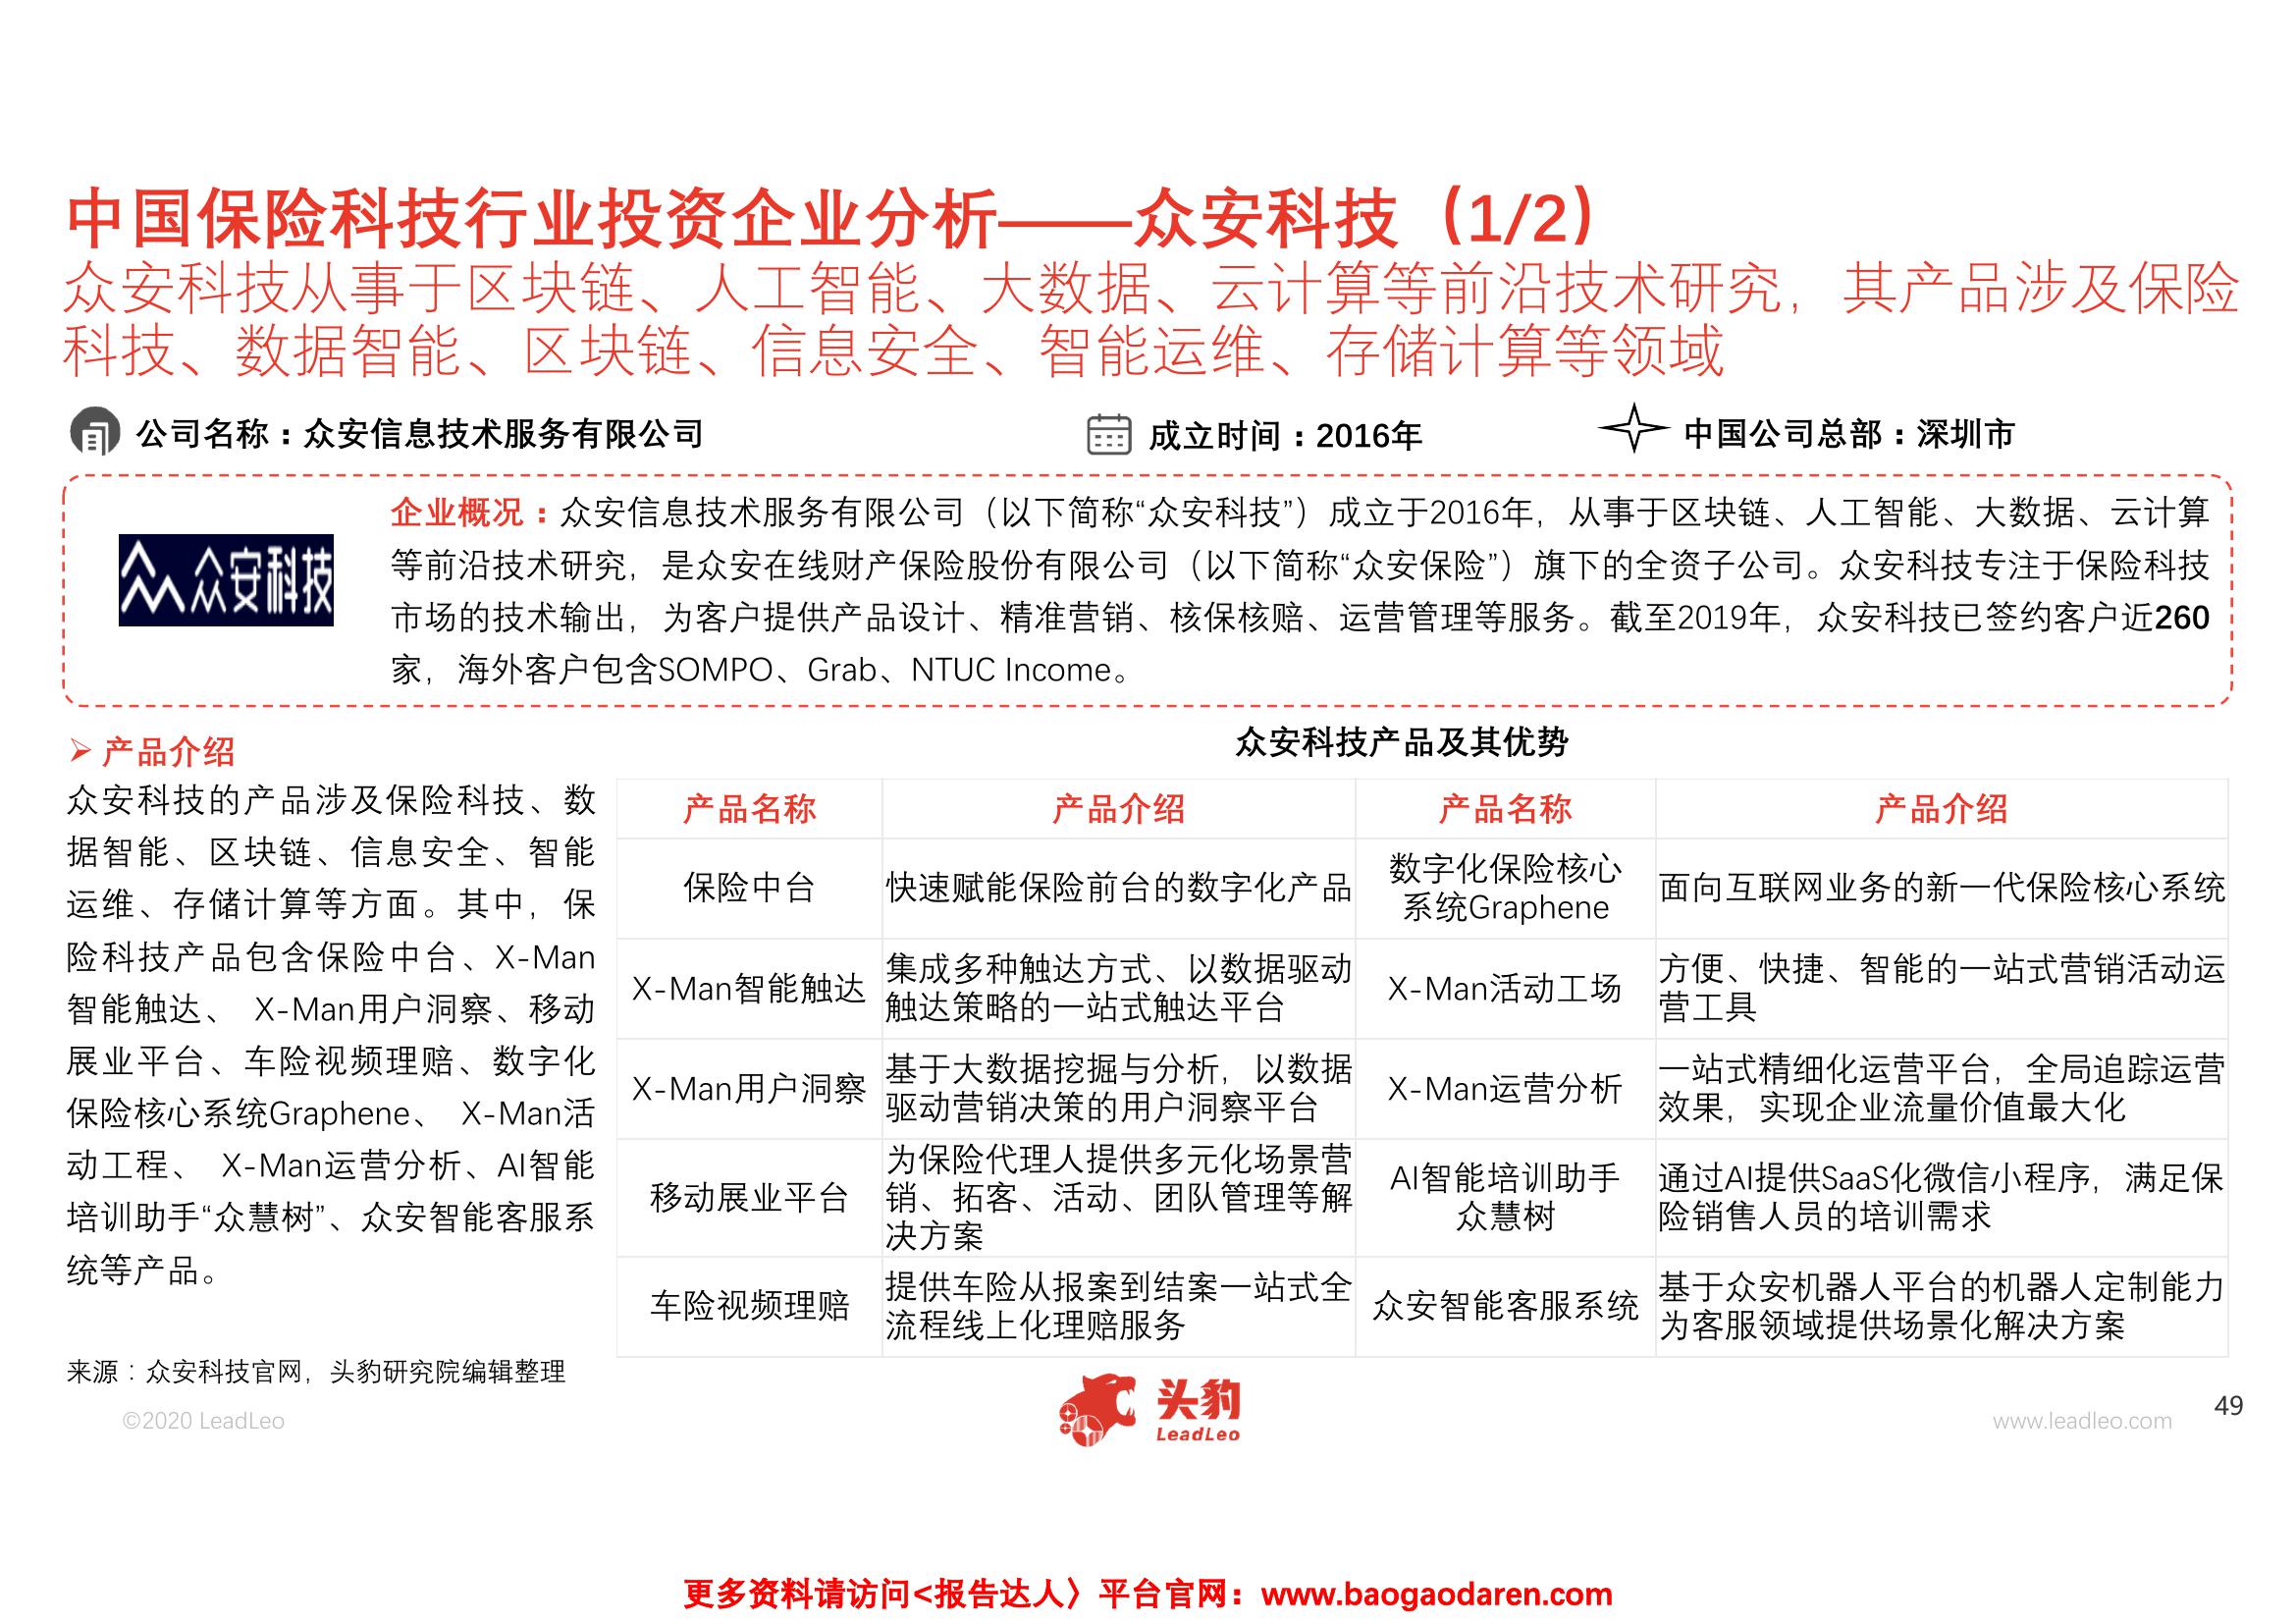 中国保险科技行业投资企业分析——众安科技（1/2）
众安科技从事于区块链、人工智能、大数据、云计算等前沿技术研究，其产品涉及保险
科技、数据智能、区块链、信息安全、智能运维、存储计算等领域
公司名称：众安信息技术服务有限公司
成立时间：2016年
中国公司总部：深圳市
众安科技
企业概况：众安信息技术服务有限公司（以下简称“众安科技”）成立于2016年，从事于区块链、人工智能、大数据、云计算
等前沿技术研究，是众安在线财产保险股份有限公司（以下简称“众安保险”）旗下的全资子公司。众安科技专注于保险科技
市场的技术输出，为客户提供产品设计、精准营销、核保核赔、运营管理等服务。截至2019年，众安科技已签约客户近260
家，海外客户包含SOMPO、Grab、NTUC Income。
产品介绍
众安科技的产品涉及保险科技、数
据智能、区块链、信息安全、智能
运维、存储计算等方面。其中，保
险科技产品包含保险中台、X-Man
智能触达、 X-Man用户洞察、移动
展业平台、车险视频理赔、数字化
保险核心系统Graphene、 X-Man活
动工程、 X-Man运营分析、AI智能
培训助手“众慧树”、众安智能客服系
统等产品。
众安科技产品及其优势
产品名称 产品介绍 产品名称 产品介绍
保险中台
快速赋能保险前台的数字化产品
数字化保险核心
系统Graphene
面向互联网业务的新一代保险核心系统
X-Man智能触达
集成多种触达方式、以数据驱动
触达策略的一站式触达平台
X-Man活动工场
方便、快捷、智能的一站式营销活动运
营工具
X-Man用户洞察
基于大数据挖掘与分析，以数据
驱动营销决策的用户洞察平台
X-Man运营分析
一站式精细化运营平台，全局追踪运营
效果，实现企业流量价值最大化
移动展业平台
为保险代理人提供多元化场景营
销、拓客、活动、团队管理等解
决方案
AI智能培训助手
众慧树
通过AI提供SaaS化微信小程序，满足保
险销售人员的培训需求
车险视频理赔
提供车险从报案到结案一站式全
流程线上化理赔服务
众安智能客服系统
基于众安机器人平台的机器人定制能力
为客服领域提供场景化解决方案
来源：众安科技官网，头豹研究院编辑整理
©2020 LeadLeo
头豹
LeadLeo
www.leadleo.com
49
更多资料请访问<报告达人〉平台官网：www.baogaodaren.com